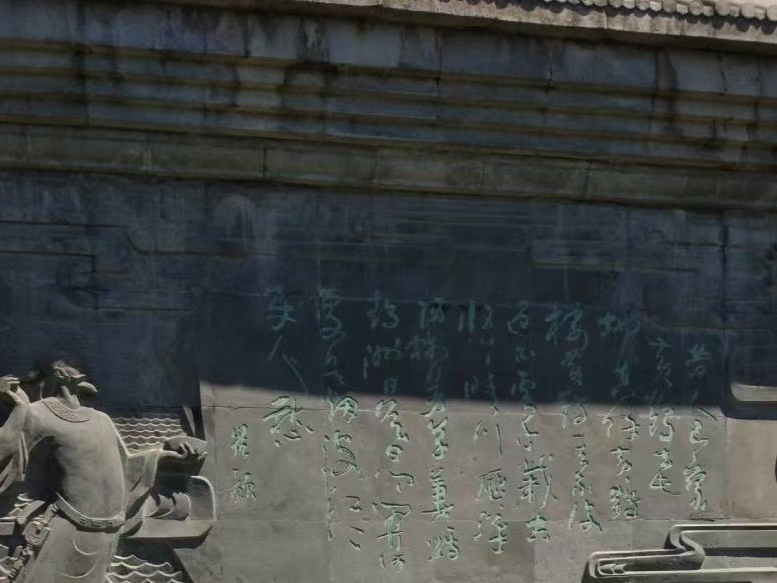 昔人已乘
黃鶴去
此地空餘黃鶴
樓黃鶴一去不復
返白雲千載空
悠悠晴川歷歷
漢陽樹芳草萋萋鸚
鵡洲日暮鄉關何
處是煙波江上
使人愁
崔顥